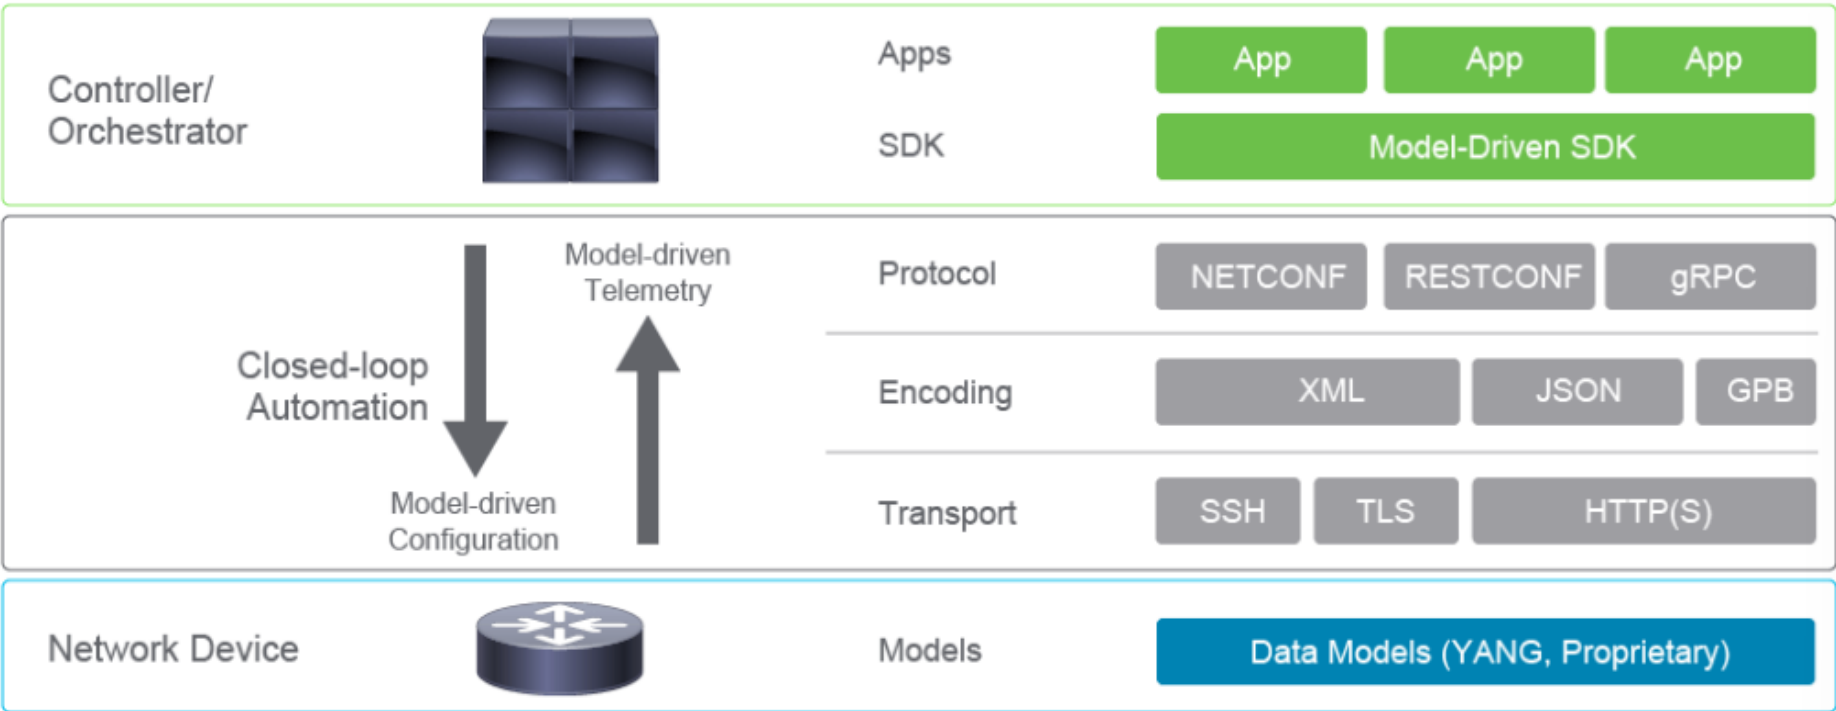 Controller/
Orchestrator
Apps
App
App
App
SDK
Model-Driven SDK
Model-driven
Telemetry
Closed-loop
Automation
Model-driven
Configuration
Protocol
NETCONF
RESTCONF
gRPC
Encoding
XML
JSON
GPB
Transport
SSH
TLS
HTTP(S)
Network Device
Models
Data Models (YANG, Proprietary)